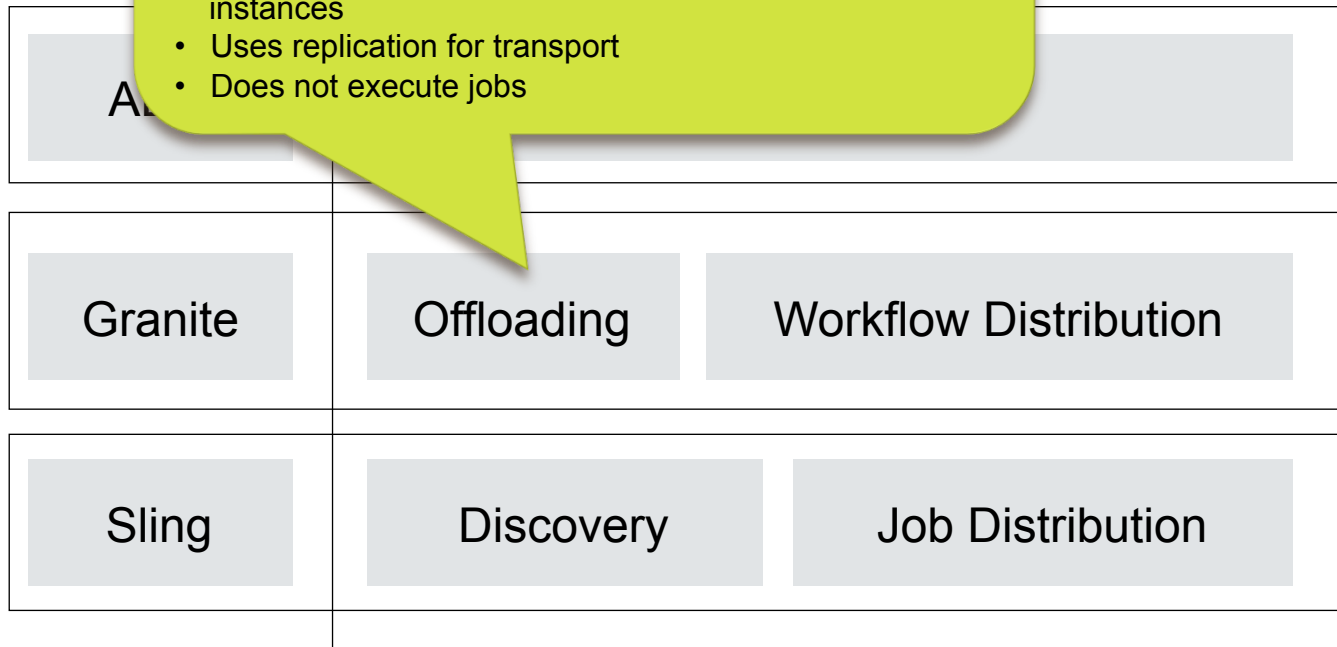 instances
• Uses replication for transport
• Does not execute jobs
Granite
Offloading
Workflow Distribution
Sling
Discovery
Job Distribution